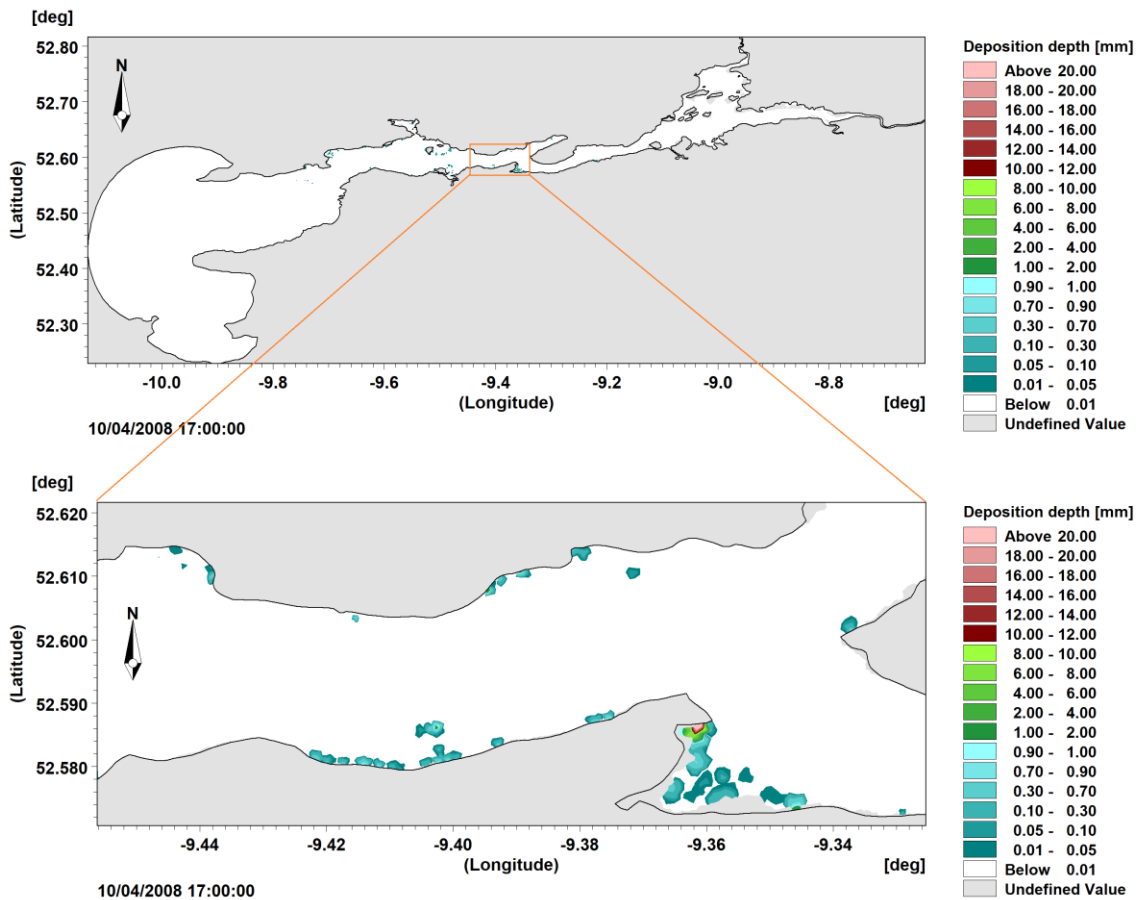 [deg]
52.80
52.70
52.60
52.50
52.40
52.30
(Latitude)
N
-10.0
-9.8
-9.6
-9.4
-9.2
-9.0
-8.8
(Longitude)
[deg]
10/04/2008 17:00:00
Deposition depth [mm]
Above 20.00
18.00 - 20.00
16.00 - 18.00
14.00 - 16.00
12.00 - 14.00
10.00 - 12.00
8.00 - 10.00
6.00 - 8.00
4.00 - 6.00
2.00 - 4.00
1.00 - 2.00
0.90 - 1.00
0.70 - 0.90
0.30 - 0.70
0.10 - 0.30
0.05 - 0.10
0.01 - 0.05
Below 0.01
Undefined Value
[deg]
52.620
52.610
52.600
52.590
52.580
(Latitude)
N
-9.44
-9.42
-9.40
-9.38
-9.36
-9.34
(Longitude)
[deg]
10/04/2008 17:00:00
Deposition depth [mm]
Above 20.00
18.00 - 20.00
16.00 - 18.00
14.00 - 16.00
12.00 - 14.00
10.00 - 12.00
8.00 - 10.00
6.00 - 8.00
4.00 - 6.00
2.00 - 4.00
1.00 - 2.00
0.90 - 1.00
0.70 - 0.90
0.30 - 0.70
0.10 - 0.30
0.05 - 0.10
0.01 - 0.05
Below 0.01
Undefined Value